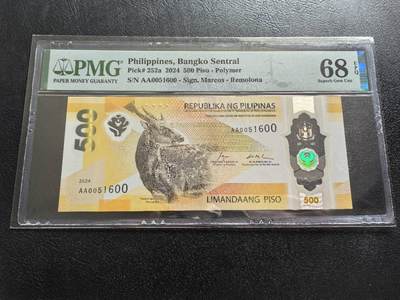 PMG
PAPER MONEY GUARANTY
Philippines, Bangko Sentral
Pick# 252a 2024 500 Piso - Polymer
S/N AA0051600 - Sign. Marcos - Remolona
68 EPQ
Superb Gem Unc
500
REPUBLIKA NG PILIPINAS
AA0051600
2024
AA0051600
LIMANDAANG PISO
500